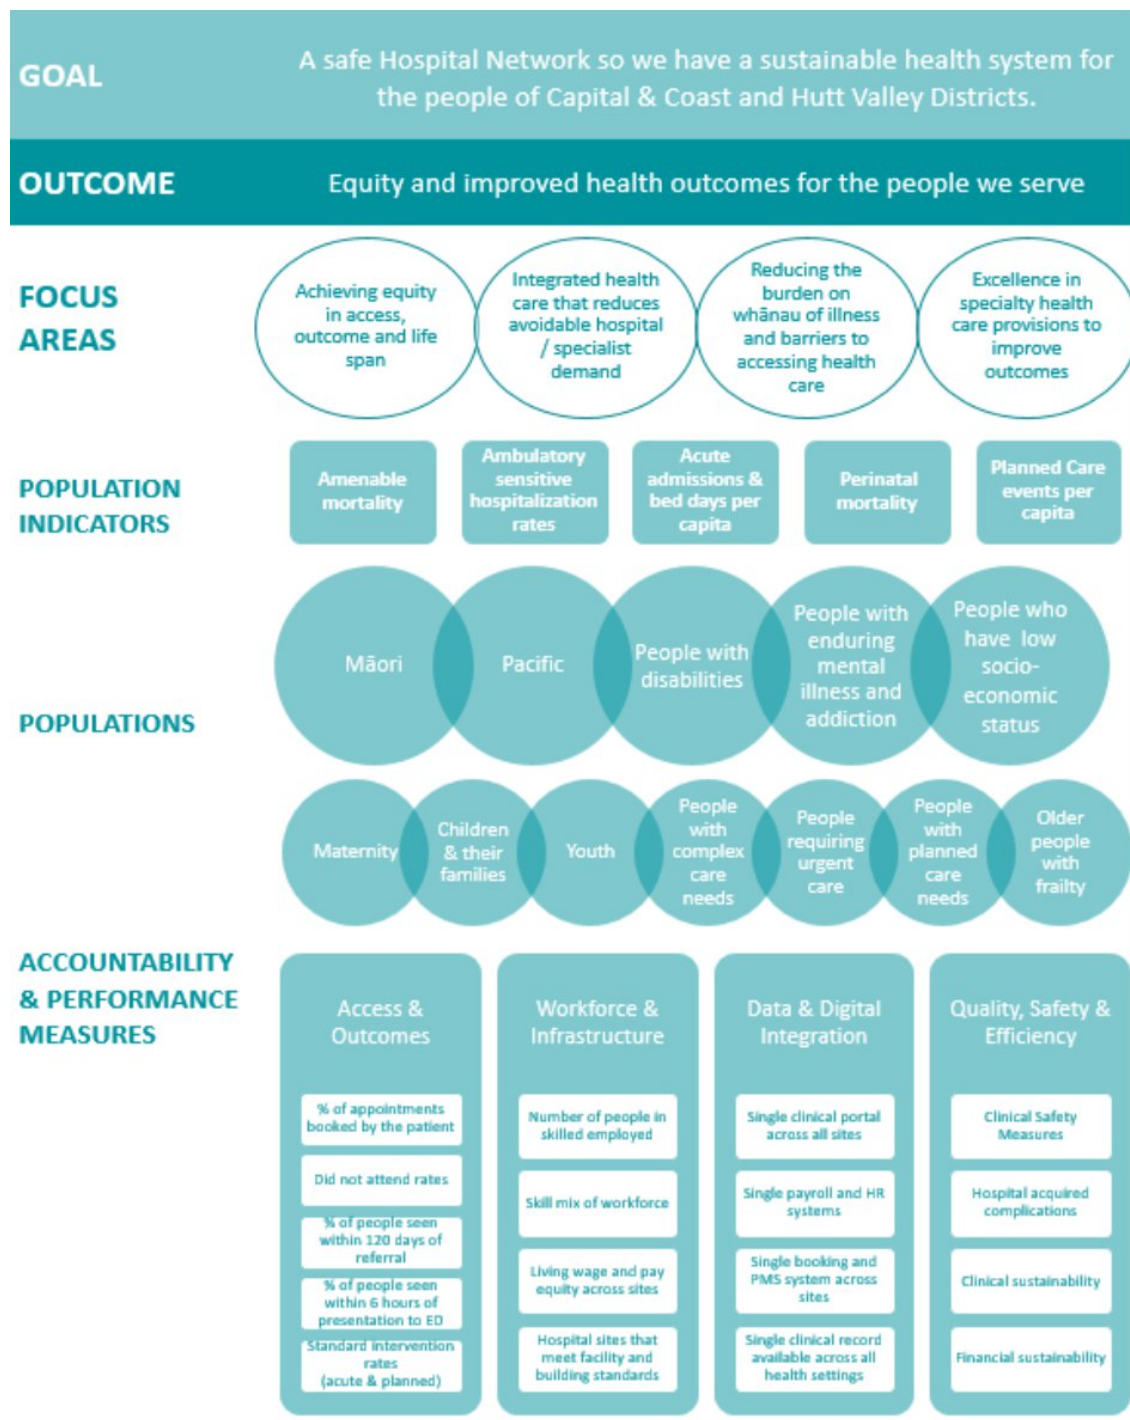 GOAL
A safe Hospital Network so we have a sustainable health system for
the people of Capital & Coast and Hutt Valley Districts.
OUTCOME
Equity and improved health outcomes for the people we serve
FOCUS
AREAS
Achieving equity
in access,
outcome and life
span
Integrated health
care that reduces
avoidable hospital
/ specialist
demand
Reducing the
burden on
whānau of illness
and barriers to
accessing health
care
Excellence in
specialty health
care provisions to
improve
outcomes
POPULATION
INDICATORS
Amenable
mortality
Ambulatory
sensitive
hospitalization
rates
Acute
admissions &
bed days per
capita
Perinatal
mortality
Planned Care
events per
capita
POPULATIONS
Māori
Pacific
People with
disabilities
People with
enduring
mental
illness and
addiction
People who
have low
socio-
economic
status
Maternity
Children
& their
families
Youth
People
with
complex
care
needs
People
requiring
urgent
care
People
with
planned
care
needs
Older
people
with
frailty
ACCOUNTABILITY
& PERFORMANCE
MEASURES
Access &
Outcomes
% of appointments
booked by the patient
Did not attend rates
% of people seen
within 120 days of
referral
% of people seen
within 6 hours of
presentation to ED
Standard intervention
rates
(acute & planned)
Workforce &
Infrastructure
Number of people in
skilled employed
Skill mix of workforce
Living wage and pay
equity across sites
Hospital sites that
meet facility and
building standards
Data & Digital
Integration
Single clinical portal
across all sites
Single payroll and HR
systems
Single booking and
PMS system across
sites
Single clinical record
available across all
health settings
Quality, Safety &
Efficiency
Clinical Safety
Measures
Hospital acquired
complications
Clinical sustainability
Financial sustainability